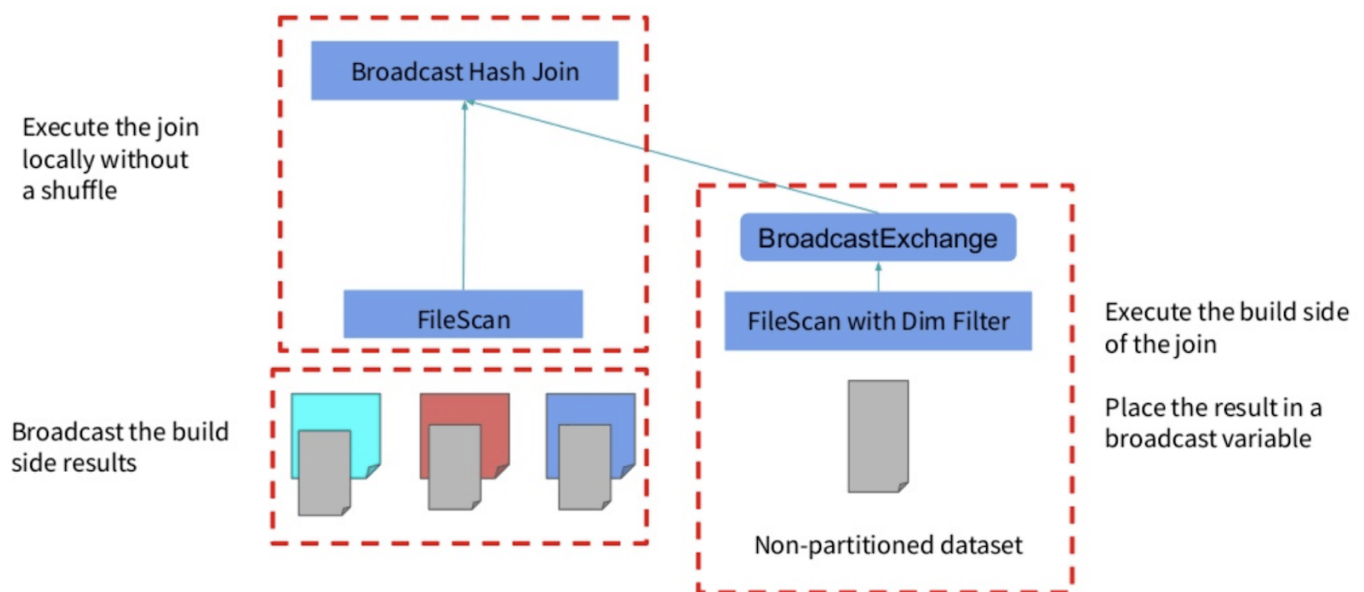 Broadcast Hash Join
Execute the join
locally without
a shuffle
BroadcastExchange
FileScan
FileScan with Dim Filter
Execute the build side
of the join
Place the result in a
broadcast variable
Broadcast the build
side results
Non-partitioned dataset